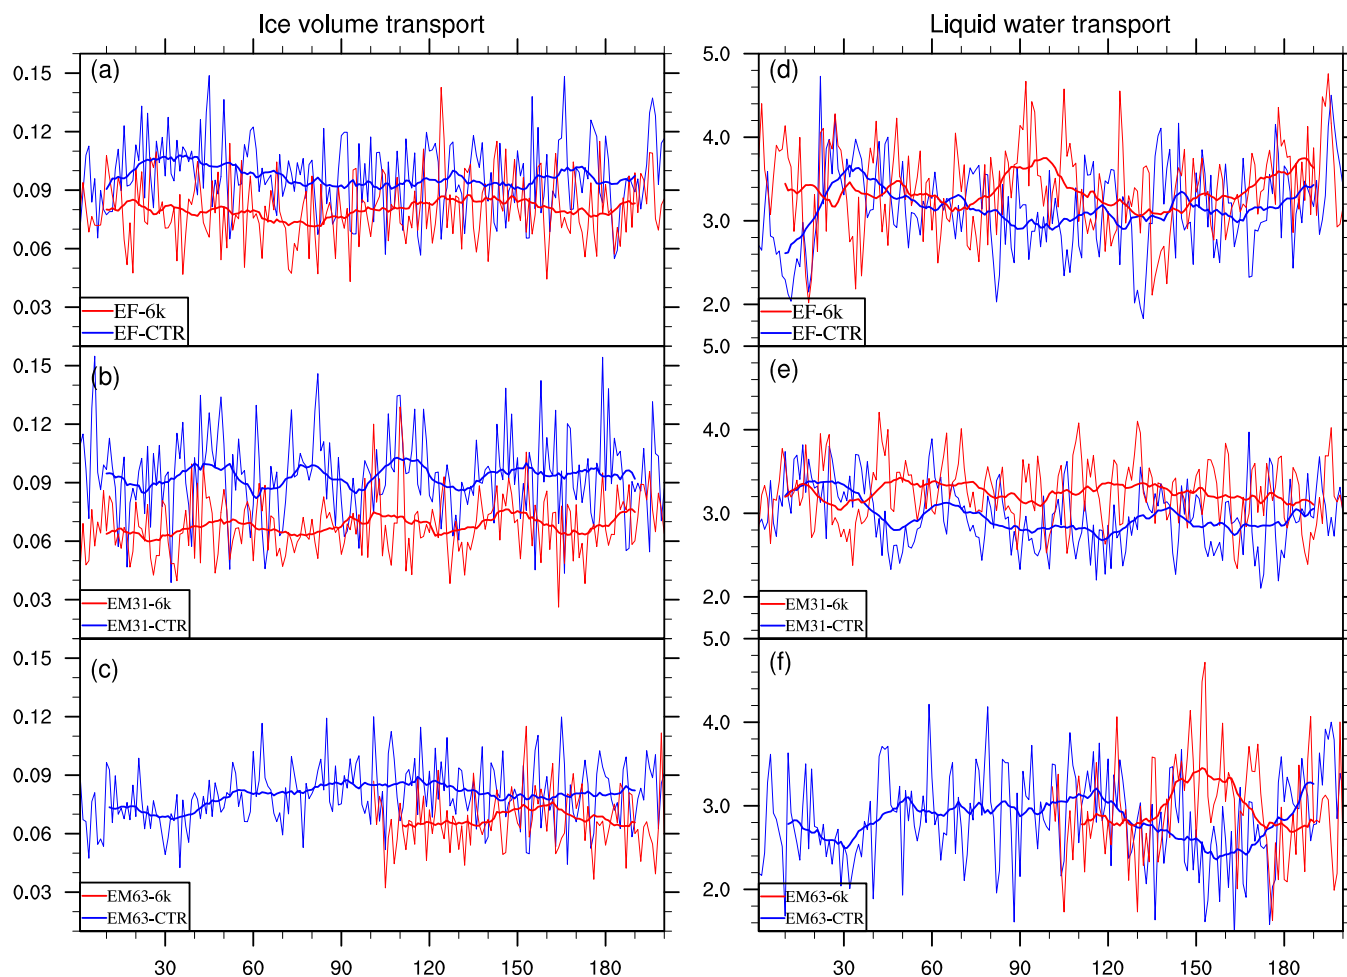 Ice volume transport
Liquid water transport
(a)
0.15
0.12
0.09
0.06
0.03
EF-6k
EF-CTR
(d)
5.0
4.0
3.0
2.0
EF-6k
EF-CTR
(b)
0.15
0.12
0.09
0.06
0.03
EM31-6k
EM31-CTR
(e)
5.0
4.0
3.0
2.0
EM31-6k
EM31-CTR
(c)
0.15
0.12
0.09
0.06
0.03
EM63-6k
EM63-CTR
(f)
5.0
4.0
3.0
2.0
EM63-6k
EM63-CTR
30 60 90 120 150 180
30 60 90 120 150 180